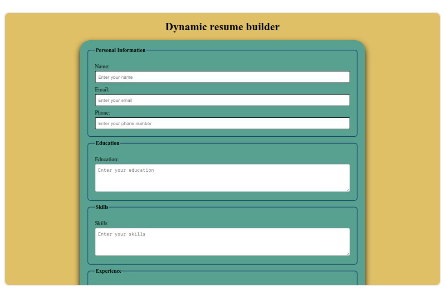 Dynamic resume builder
Personal Information
Name:
Enter your name
Email:
Enter your email
Phone:
Enter your phone number
Education
Education:
Enter your education
Skills
Skills:
Enter your skills
Experience